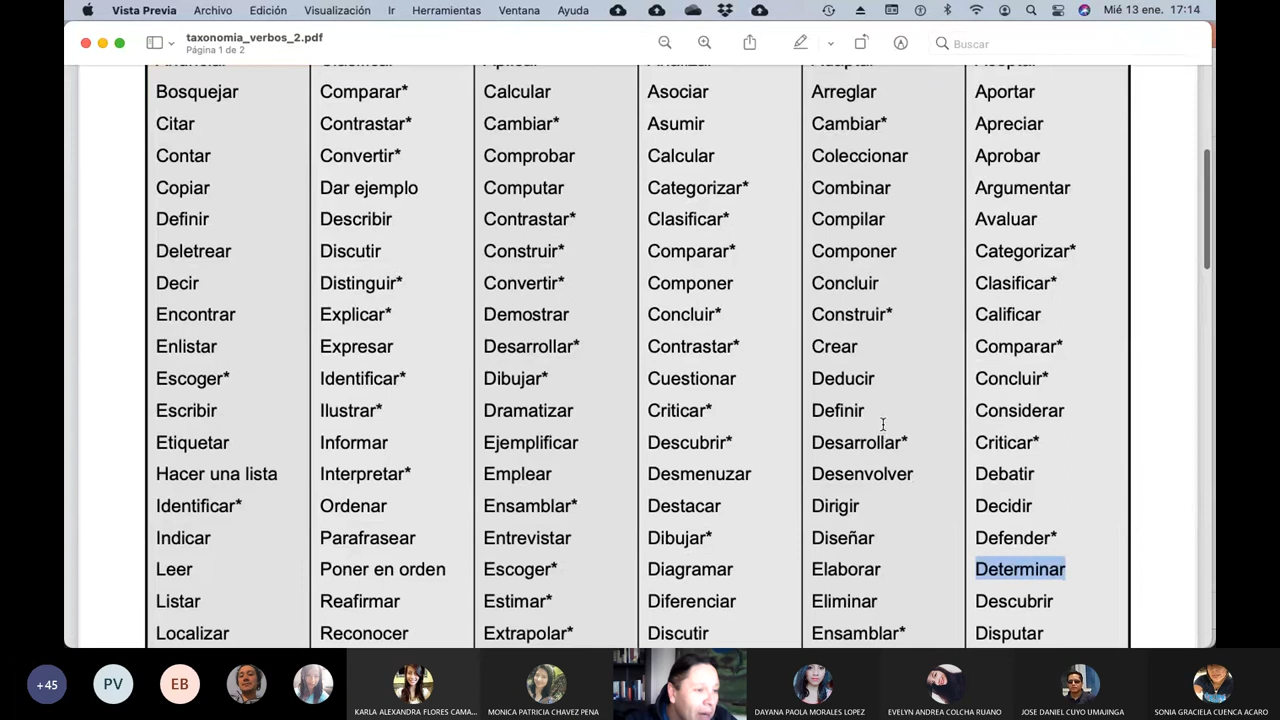 Vista Previa Archivo Edición Visualización Ir Herramientas Ventana Ayuda Mié 13 ene. 17:14
taxonomia_verbos_2.pdf
Página 1 de 2
Buscar
Bosquejar Comparar* Calcular Asociar Arreglar Aportar
Citar Contrastar* Cambiar* Asumir Cambiar* Apreciar
Contar Convertir* Comprobar Calcular Coleccionar Aprobar
Copiar Dar ejemplo Computar Categorizar* Combinar Argumentar
Definir Describir Contrastar* Clasificar* Compilar Avaluar
Deletrear Discutir Construir* Comparar* Componer Categorizar*
Decir Distinguir* Convertir* Componer Concluir Clasificar*
Encontrar Explicar* Demostrar Concluir* Construir* Calificar
Enlistar Expresar Desarrollar* Contrastar* Crear Comparar*
Escoger* Identificar* Dibujar* Cuestionar Deducir Concluir*
Escribir Ilustrar* Dramatizar Criticar* Definir Considerar
Etiquetar Informar Ejemplificar Descubrir* Desarrollar* Criticar*
Hacer una lista Interpretar* Emplear Desmenuzar Desenvolver Debatir
Identificar* Ordenar Ensamblar* Destacar Dirigir Decidir
Indicar Parafrasear Entrevistar Dibujar* Diseñar Defender*
Leer Poner en orden Escoger* Diagramar Elaborar Determinar
Listar Reafirmar Estimar* Diferenciar Eliminar Descubrir
Localizar Reconocer Extrapolar* Discutir Ensamblar* Disputar
+45 PV EB
KARLA ALEXANDRA FLORES CAMA... MONICA PATRICIA CHAVEZ PENA DAYANA PAOLA MORALES LOPEZ EVELYN ANDREA COLCHA RUANO JOSE DANIEL CUYO UMAJINGA SONIA GRACIELA CUENCA ACARO